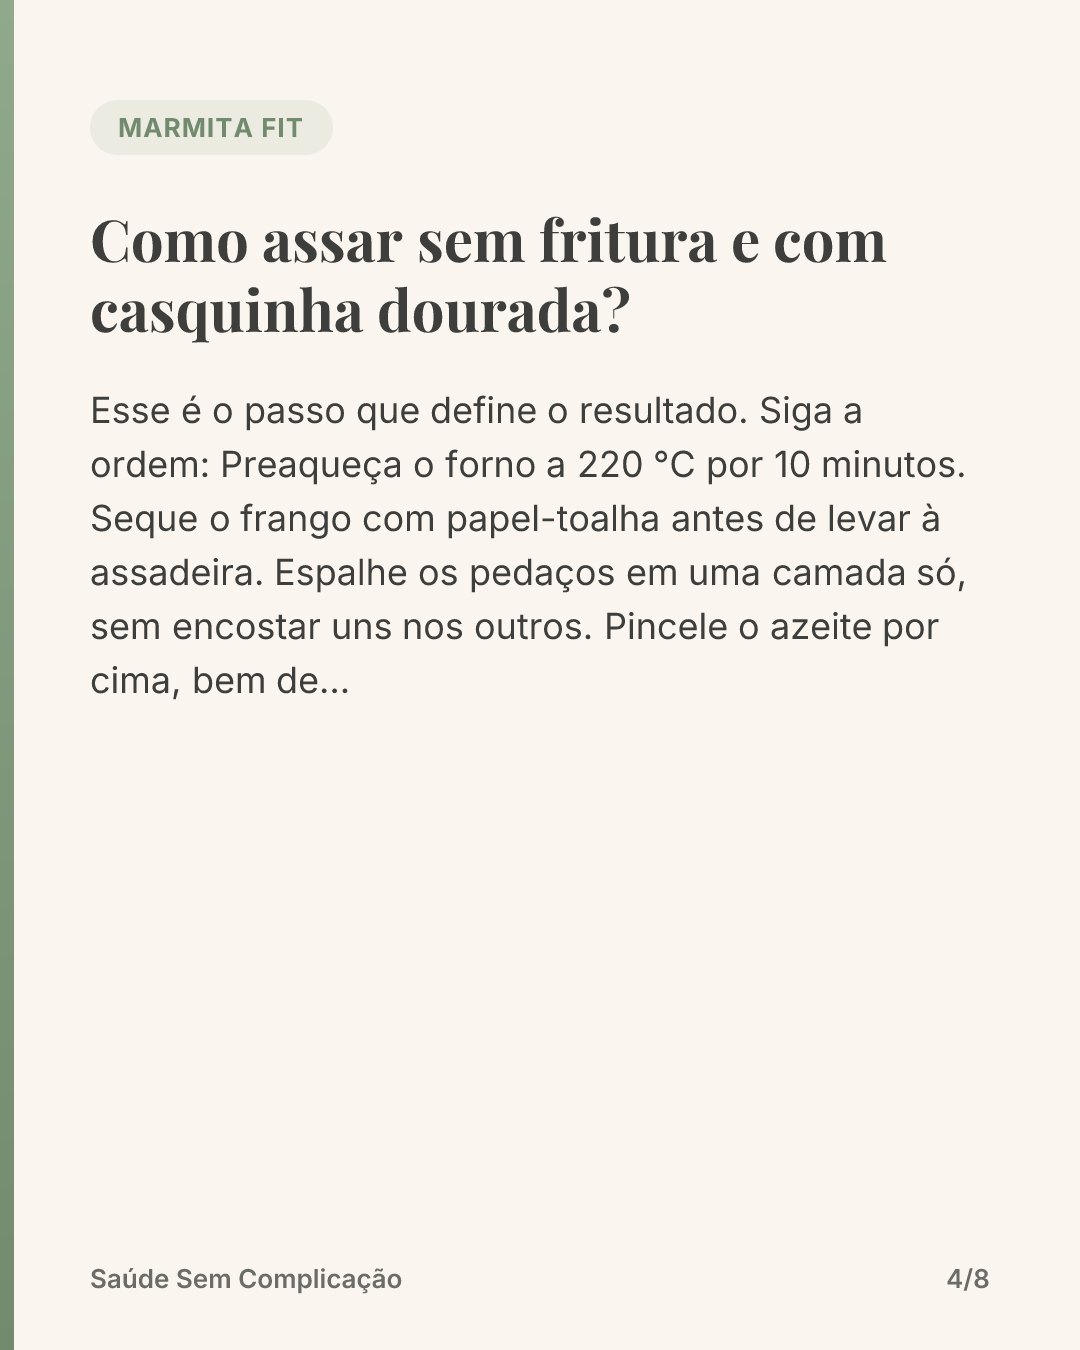 MARMITA FIT
Como assar sem fritura e com
casquinha dourada?
Esse é o passo que define o resultado. Siga a
ordem: Preaqueça o forno a 220 °C por 10 minutos.
Seque o frango com papel-toalha antes de levar à
assadeira. Espalhe os pedaços em uma camada só,
sem encostar uns nos outros. Pincele o azeite por
cima, bem de...
Saúde Sem Complicação
4/8